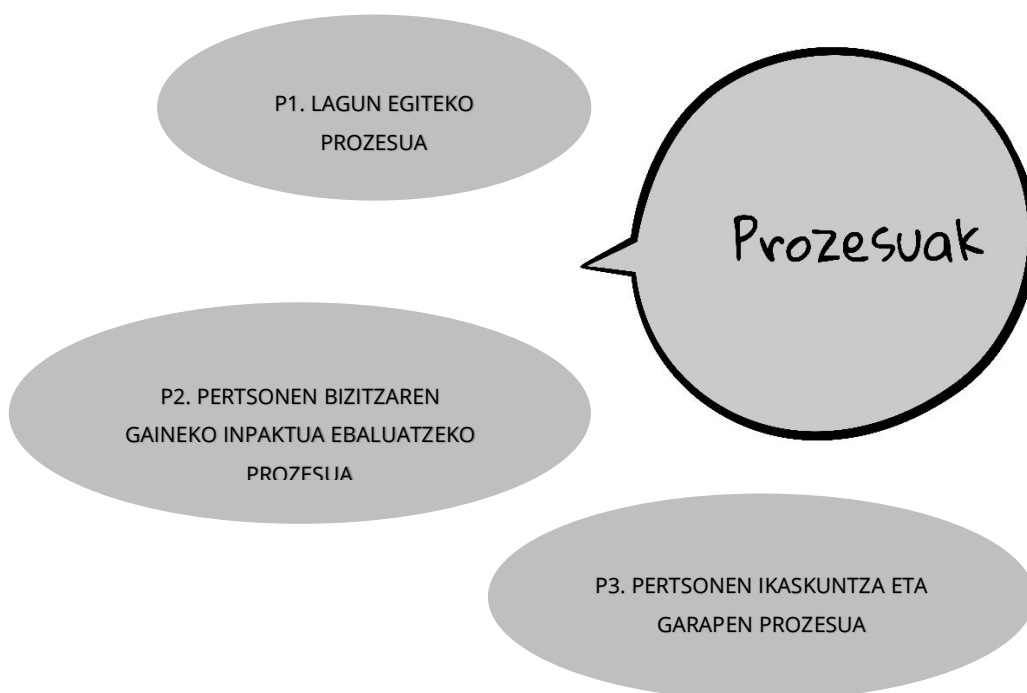 P1. LAGUN EGITEKO
PROZESUA
Prozesuak
P2. PERTSONEN BIZITZAREN
GAINEKO INPAKTUA EBALUATZEKO
PROZESUA
P3. PERTSONEN IKASKUNTZA ETA
GARAPEN PROZESUA